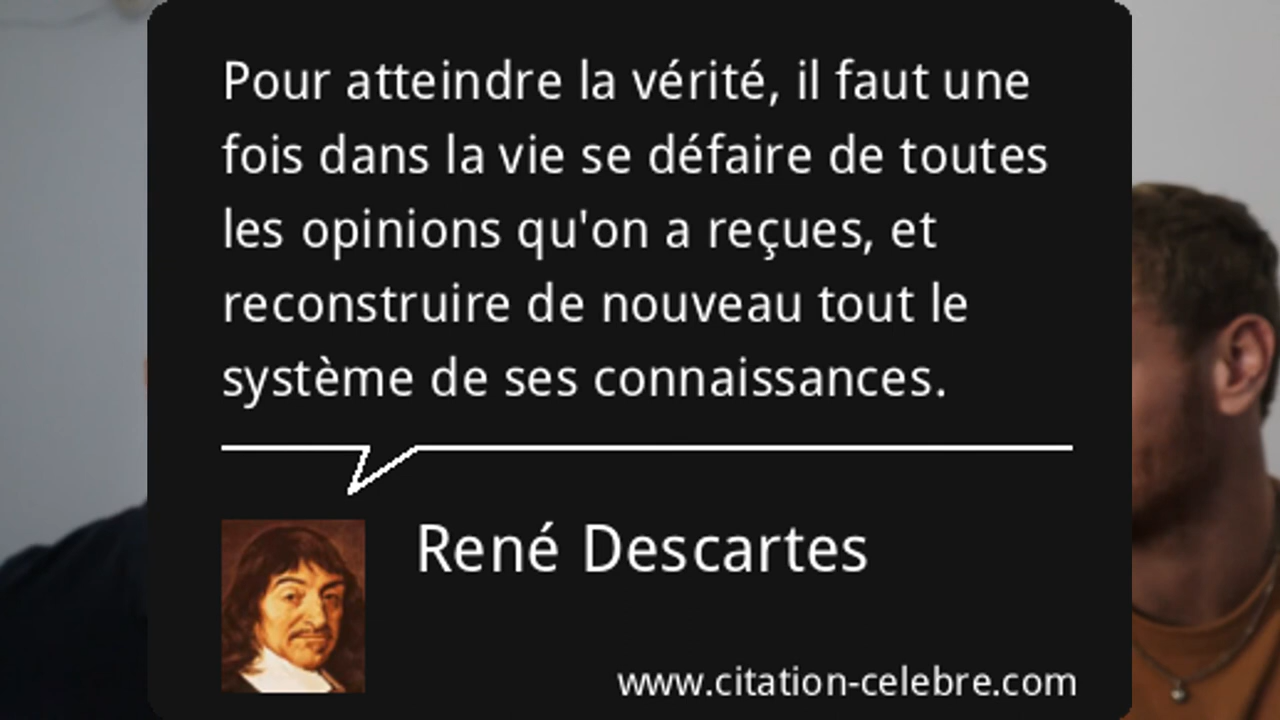 Pour atteindre la vérité, il faut une
fois dans la vie se défaire de toutes
les opinions qu'on a reçues, et
reconstruire de nouveau tout le
système de ses connaissances.
René Descartes
www.citation-celebre.com